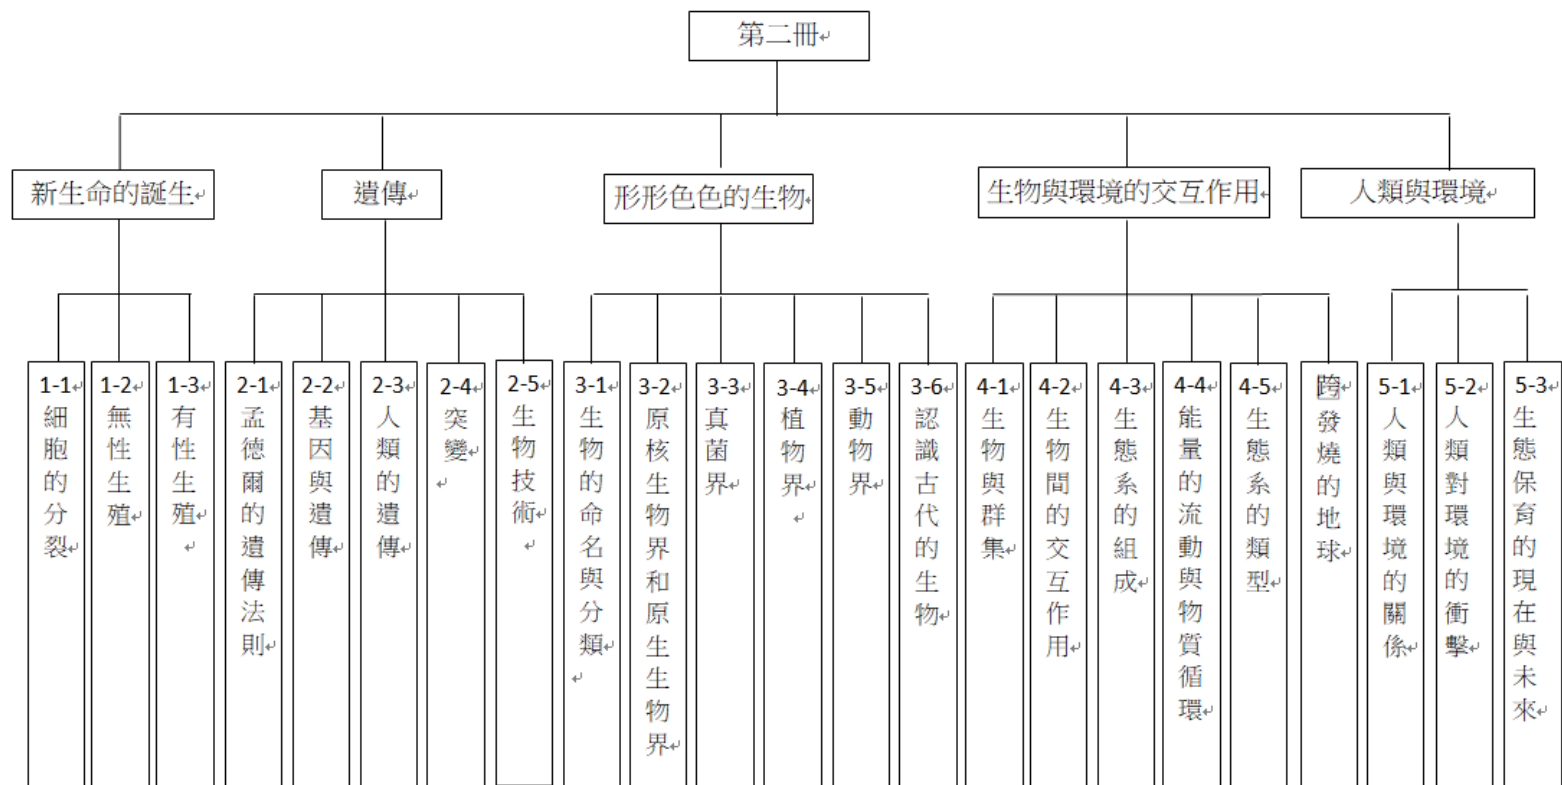 第二冊
新生命的誕生
遺傳
形形色色的生物
生物與環境的交互作用
人類與環境
1-1 細胞的分裂
1-2 無性生殖
1-3 有性生殖
2-1 孟德爾的遺傳法則
2-2 基因與遺傳
2-3 人類的遺傳
2-4 突變
2-5 生物技術
3-1 生物的命名與分類
3-2 原核生物界和原生生物界
3-3 真菌界
3-4 植物界
3-5 動物界
3-6 認識古代的生物
4-1 生物與群集
4-2 生物間的交互作用
4-3 生態系的組成
4-4 能量的流動與物質循環
4-5 生態系的類型
跨 發燒的地球
5-1 人類與環境的關係
5-2 人類對環境的衝擊
5-3 生態保育的現在與未來